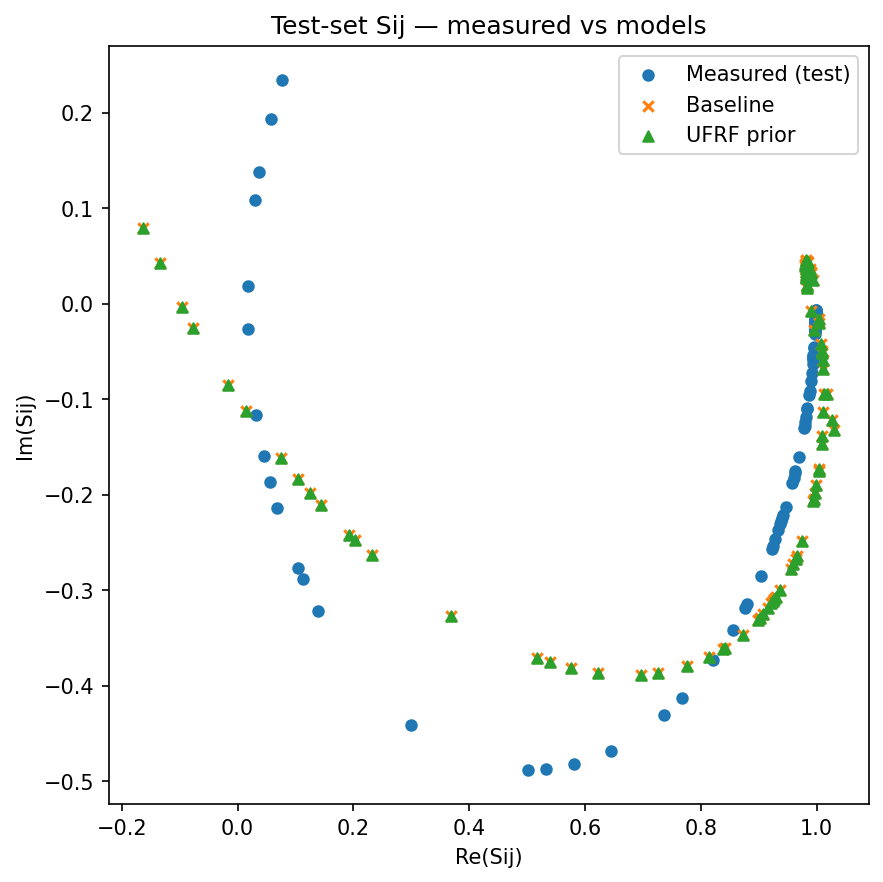 Test-set Sij — measured vs models
Measured (test)
Baseline
UFRF prior
0.2
0.1
0.0
−0.1
−0.2
−0.3
−0.4
−0.5
Im(Sij)
−0.2 0.0 0.2 0.4 0.6 0.8 1.0
Re(Sij)